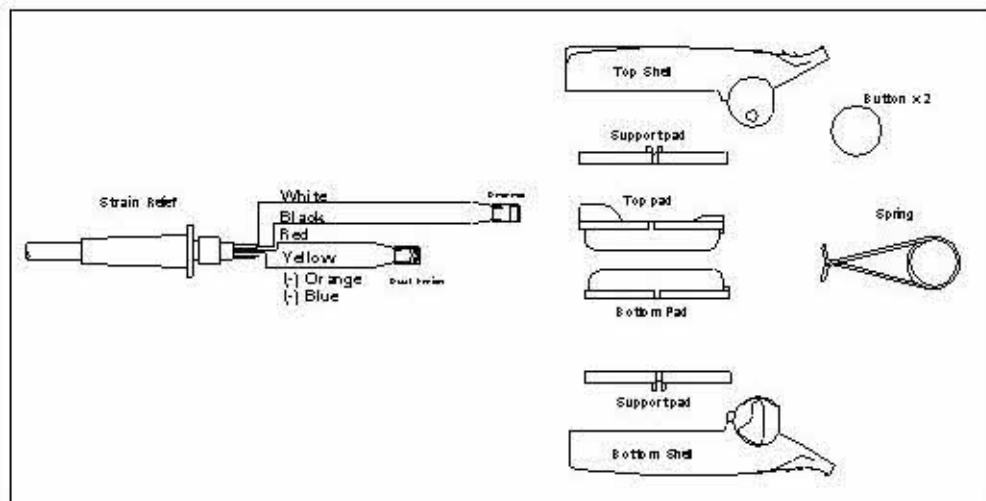 Strain Relief
White
Black
Red
Yellow
(-) Orange
(-) Blue
Top Shell
Button x 2
Supportpad
Top pad
Spring
Bottom Pad
Supportpad
Bottom Shell